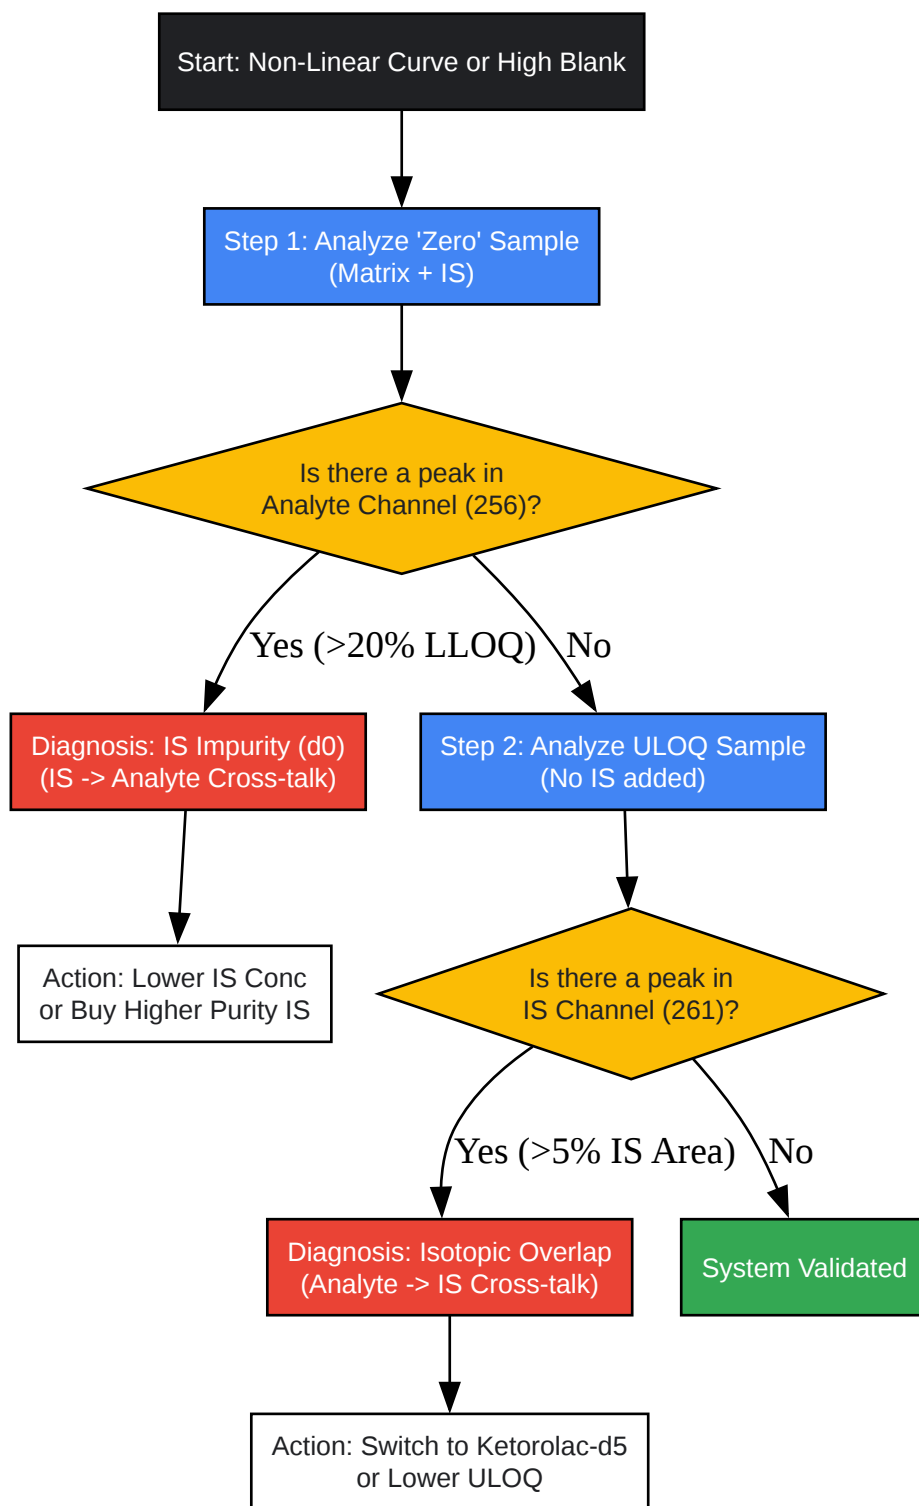 Start: Non-Linear Curve or High Blank
Step 1: Analyze 'Zero' Sample
(Matrix + IS)
Is there a peak in
Analyte Channel (256)?
Yes (>20% LLOQ)
No
Diagnosis: IS Impurity (d0)
(IS -> Analyte Cross-talk)
Step 2: Analyze ULOQ Sample
(No IS added)
Action: Lower IS Conc
or Buy Higher Purity IS
Is there a peak in
IS Channel (261)?
Yes (>5% IS Area)
No
Diagnosis: Isotopic Overlap
(Analyte -> IS Cross-talk)
System Validated
Action: Switch to Ketorolac-d5
or Lower ULOQ